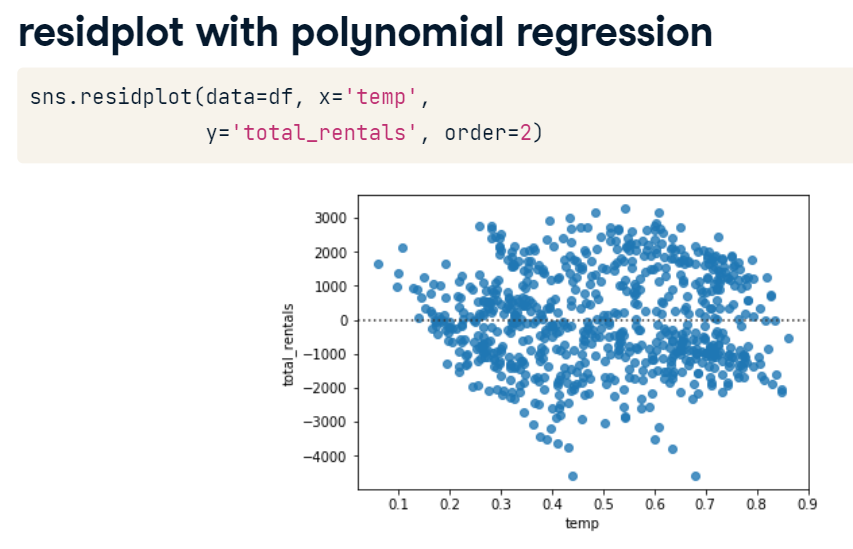 residplot with polynomial regression
sns.residplot(data=df, x='temp',
y='total_rentals', order=2)
3000
2000
1000
0
−1000
−2000
−3000
−4000
total_rentals
0.1 0.2 0.3 0.4 0.5 0.6 0.7 0.8 0.9
temp